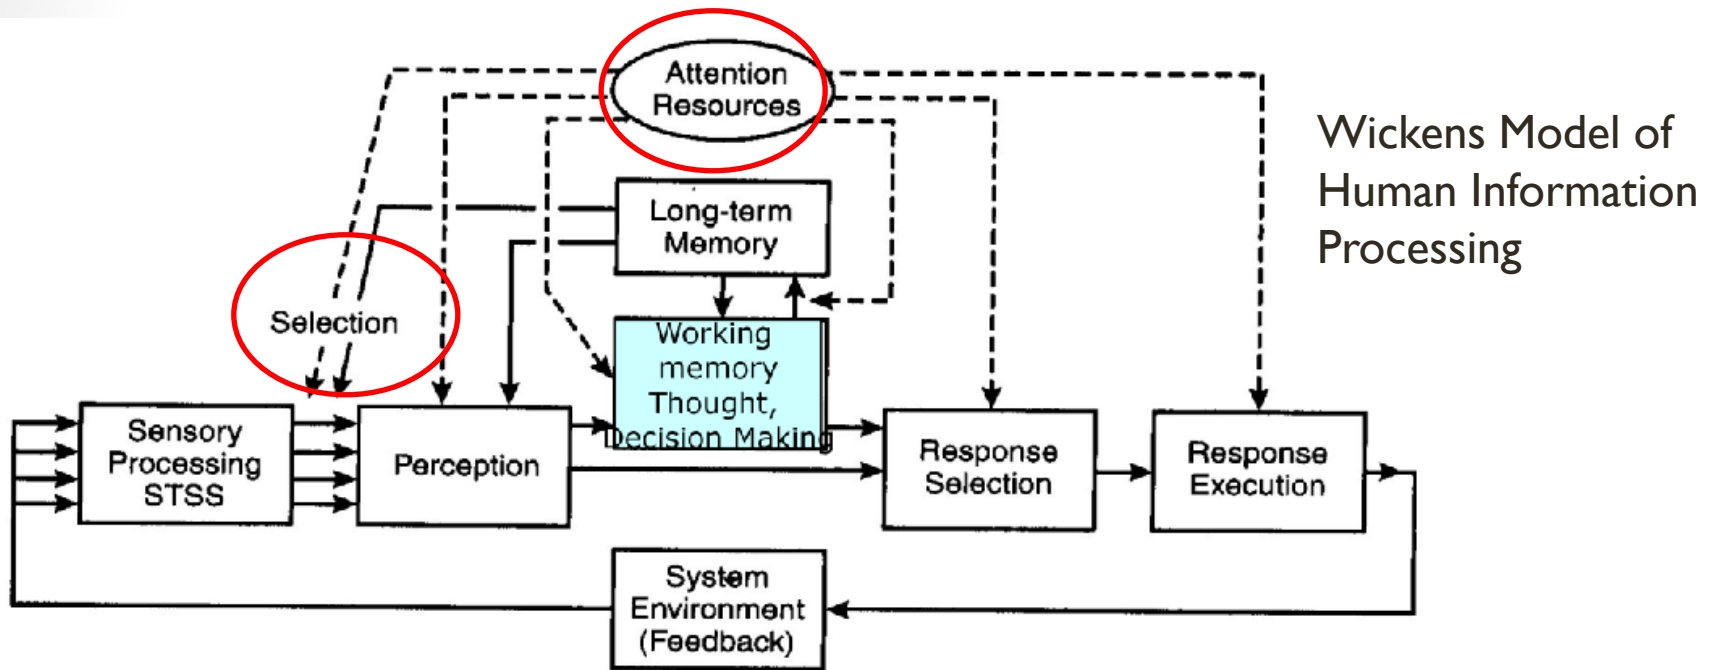 Attention
Resources
Wickens Model of
Human Information
Processing
Long-term
Memory
Selection
Working
memory
Thought,
Decision Making
Sensory
Processing
STSS
Perception
Response
Selection
Response
Execution
System
Environment
(Feedback)